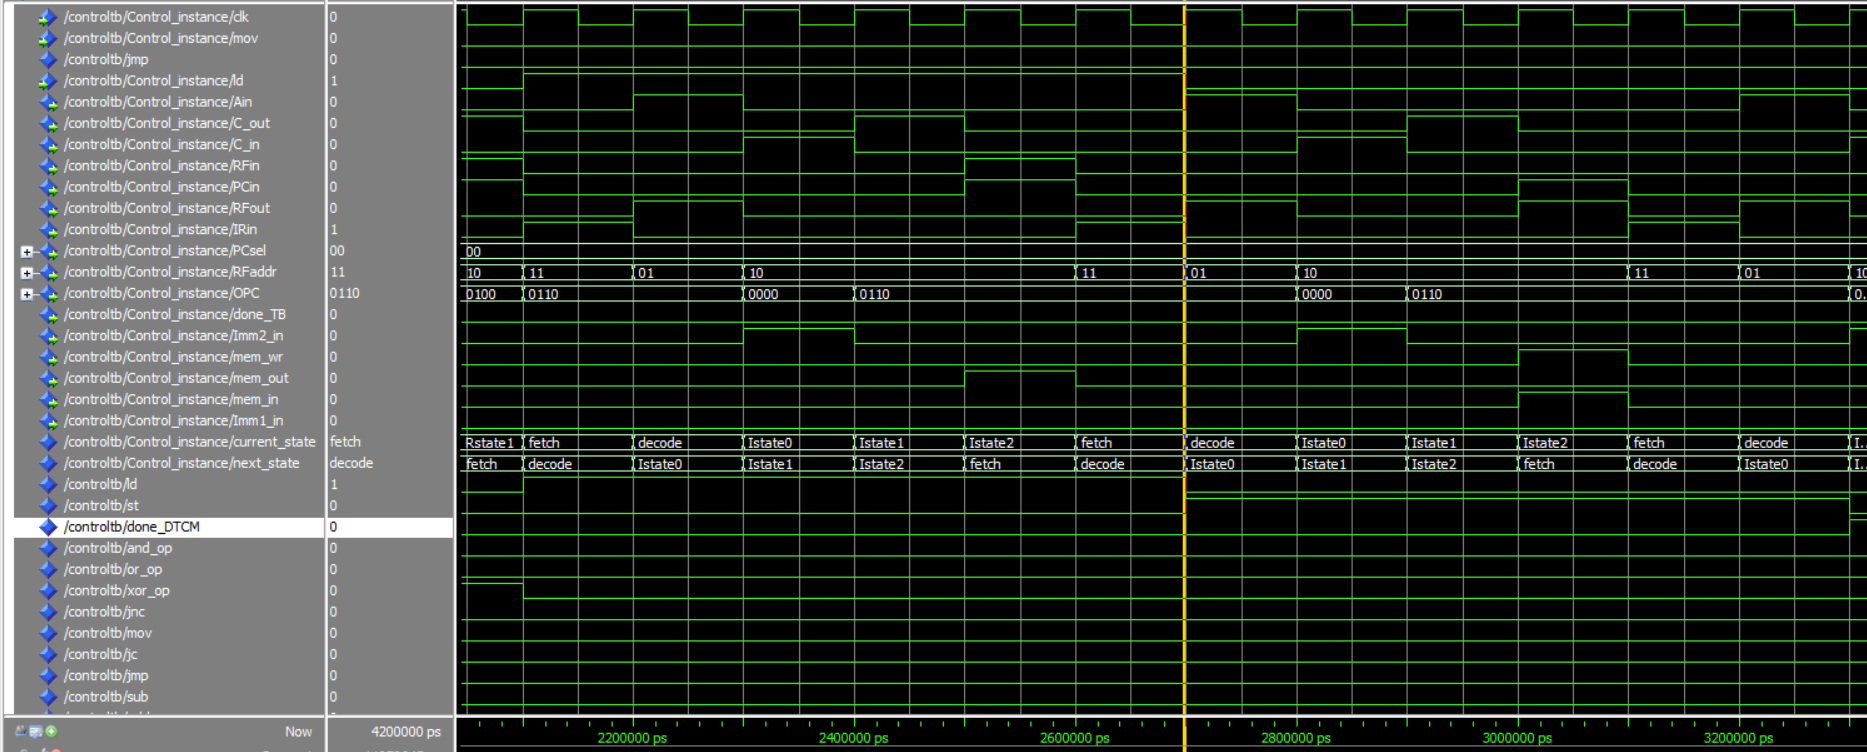 /controltb/Control_instance/clk 0
/controltb/Control_instance/mov 0
/controltb/jmp 0
/controltb/Control_instance/ld 1
/controltb/Control_instance/Ain 0
/controltb/Control_instance/C_out 0
/controltb/Control_instance/C_in 0
/controltb/Control_instance/RFin 0
/controltb/Control_instance/PCin 0
/controltb/Control_instance/RFout 0
/controltb/Control_instance/IRin 1
/controltb/Control_instance/PCsel 00 00
/controltb/Control_instance/RFaddr 11 10 11 01 10 11 01 10 11 01 10
/controltb/Control_instance/OPC 0110 0100 0110 0000 0110 0000 0110 0.
/controltb/Control_instance/done_TB 0
/controltb/Control_instance/Imm2_in 0
/controltb/Control_instance/mem_wr 0
/controltb/Control_instance/mem_out 0
/controltb/Control_instance/mem_in 0
/controltb/Control_instance/Imm1_in 0
/controltb/Control_instance/current_state fetch Rstate1 fetch decode Istate0 Istate1 Istate2 fetch decode Istate0 Istate1 Istate2 fetch decode I..
/controltb/Control_instance/next_state decode fetch decode Istate0 Istate1 Istate2 fetch decode Istate0 Istate1 Istate2 fetch decode Istate0 I..
/controltb/ld 1
/controltb/st 0
/controltb/done_DTCM 0
/controltb/and_op 0
/controltb/or_op 0
/controltb/xor_op 0
/controltb/jnc 0
/controltb/mov 0
/controltb/jc 0
/controltb/jmp 0
/controltb/sub 0
Now 4200000 ps 2200000 ps 2400000 ps 2600000 ps 2800000 ps 3000000 ps 3200000 ps